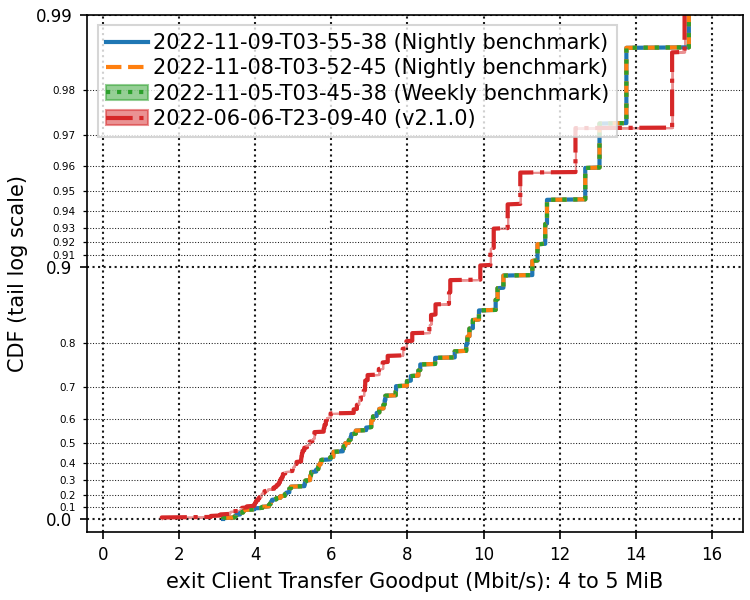 0.99
2022-11-09-T03-55-38 (Nightly benchmark)
2022-11-08-T03-52-45 (Nightly benchmark)
2022-11-05-T03-45-38 (Weekly benchmark)
2022-06-06-T23-09-40 (v2.1.0)
0.98
0.97
0.96
0.95
0.94
0.93
0.92
0.91
0.9
0.8
0.7
0.6
0.5
0.4
0.3
0.2
0.1
0.0
CDF (tail log scale)
0 2 4 6 8 10 12 14 16
exit Client Transfer Goodput (Mbit/s): 4 to 5 MiB